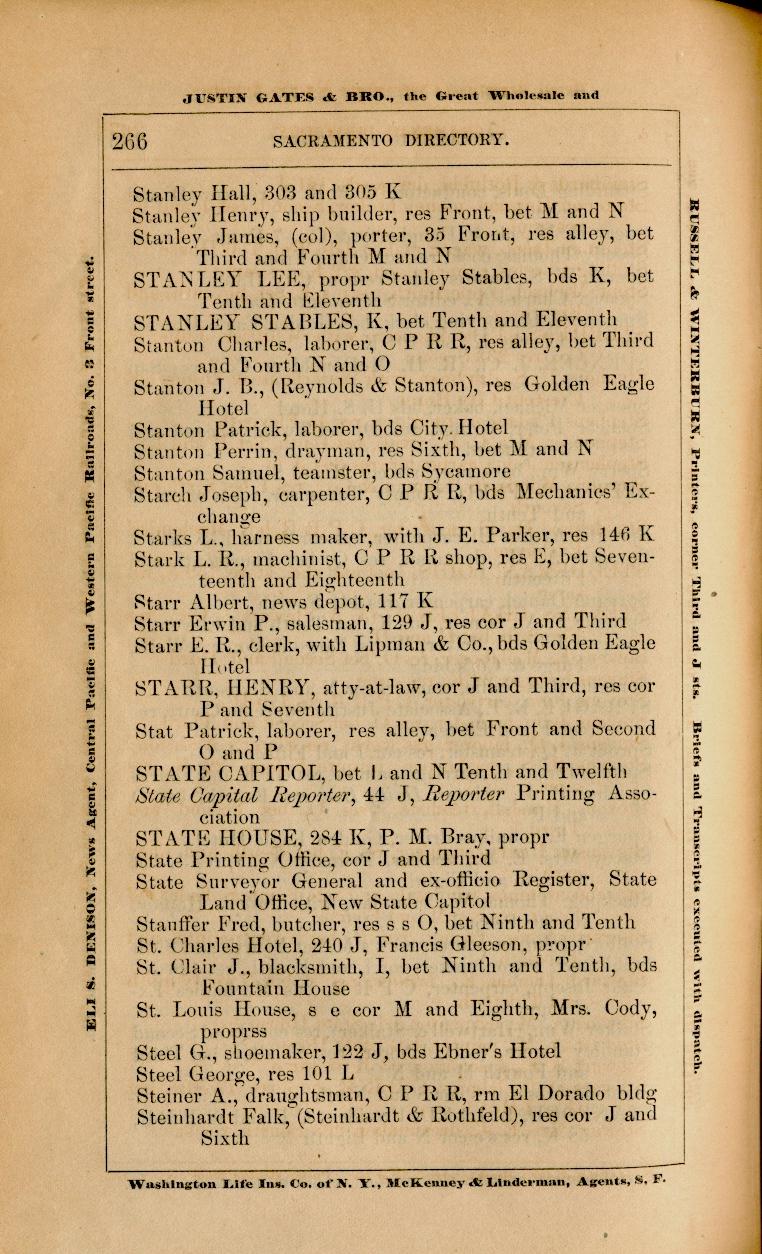 JUSTIN GATES & BRO., the Great Wholesale and
266 SACRAMENTO DIRECTORY.
Stanley Hall, 303 and 305 K
Stanley Henry, ship builder, res Front, bet M and N
Stanley James, (col), porter, 35 Front, res alley, bet
Third and Fourth M and N
STANLEY LEE, propr Stanley Stables, bds K, bet
Tenth and Eleventh
STANLEY STABLES, K, bet Tenth and Eleventh
Stanton Charles, laborer, C P R R, res alley, bet Third
and Fourth N and O
Stanton J. B., (Reynolds & Stanton), res Golden Eagle
Hotel
Stanton Patrick, laborer, bds City Hotel
Stanton Perrin, drayman, res Sixth, bet M and N
Stanton Samuel, teamster, bds Sycamore
Starch Joseph, carpenter, C P R R, bds Mechanics' Ex-
change
Starks L., harness maker, with J. E. Parker, res 146 K
Stark L. R., machinist, C P R R shop, res E, bet Seven-
teenth and Eighteenth
Starr Albert, news depot, 117 K
Starr Erwin P., salesman, 129 J, res cor J and Third
Starr E. R., clerk, with Lipman & Co., bds Golden Eagle
Hotel
STARR, HENRY, atty-at-law, cor J and Third, res cor
P and Seventh
Stat Patrick, laborer, res alley, bet Front and Second
O and P
STATE CAPITOL, bet L and N Tenth and Twelfth
State Capital Reporter, 44 J, Reporter Printing Asso-
ciation
STATE HOUSE, 284 K, P. M. Bray, propr
State Printing Office, cor J and Third
State Surveyor General and ex-officio Register, State
Land Office, New State Capitol
Stauffer Fred, butcher, res s s O, bet Ninth and Tenth
St. Charles Hotel, 240 J, Francis Gleeson, propr
St. Clair J., blacksmith, I, bet Ninth and Tenth, bds
Fountain House
St. Louis House, s e cor M and Eighth, Mrs. Cody,
proprss
Steel G., shoemaker, 122 J, bds Ebner's Hotel
Steel George, res 101 L
Steiner A., draughtsman, C P R R, rm El Dorado bldg
Steinhardt Falk, (Steinhardt & Rothfeld), res cor J and
Sixth
Washington Life Ins. Co. of N. Y., McKenney & Linderman, Agents, S. F.
ELI S. DENISON, News Agent, Central Pacific and Western Pacific Railroads, No. 3 Front street.
RUSSELL & WINTERBURN, Printers, corner Third and J sts. Briefs and Transcripts executed with dispatch.